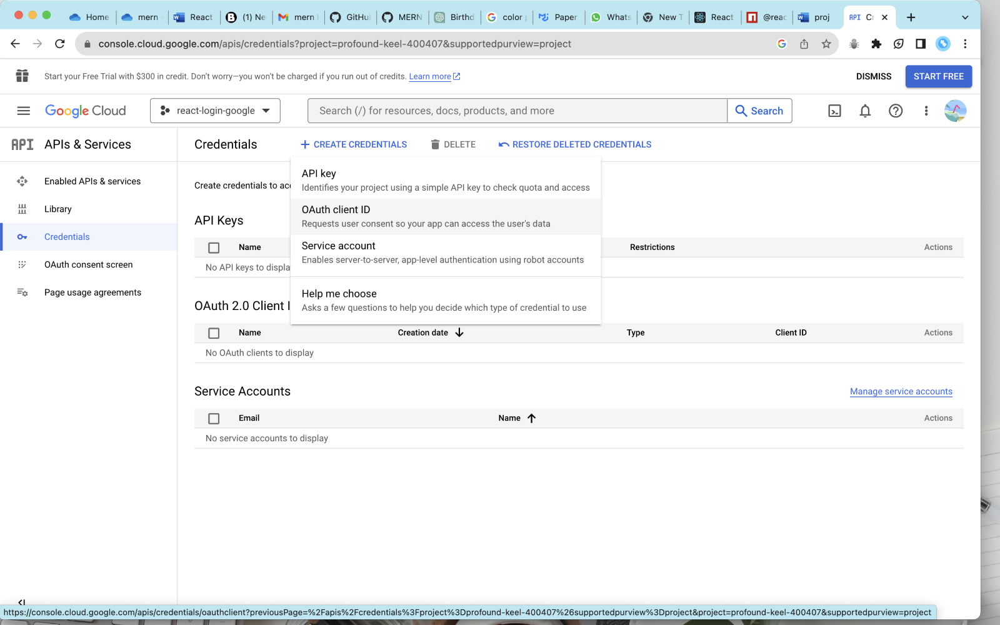 Home
mern
React
(1) Ne
mern
GitHu
MERN
Birthd
color
Paper
Whats
New T
React
@reac
proj
API
console.cloud.google.com/apis/credentials?project=profound-keel-400407&supportedpurview=project
Start your Free Trial with $300 in credit. Don't worry—you won't be charged if you run out of credits. Learn more
DISMISS
START FREE
Google Cloud
react-login-google
Search (/) for resources, docs, products, and more
Search
API APIs & Services
Credentials
CREATE CREDENTIALS
DELETE
RESTORE DELETED CREDENTIALS
Enabled APIs & services
Library
Credentials
OAuth consent screen
Page usage agreements
Create credentials to acc
API key
Identifies your project using a simple API key to check quota and access
OAuth client ID
Requests user consent so your app can access the user's data
Service account
Enables server-to-server, app-level authentication using robot accounts
Help me choose
Asks a few questions to help you decide which type of credential to use
API Keys
Name
Restrictions
Actions
No API keys to displa
OAuth 2.0 Client I
Name
Creation date
Type
Client ID
Actions
No OAuth clients to display
Service Accounts
Manage service accounts
Email
Name
Actions
No service accounts to display
https://console.cloud.google.com/apis/credentials/oauthclient?previousPage=%2Fapis%2Fcredentials%3Fproject%3Dprofound-keel-400407%26supportedpurview%3Dproject&project=profound-keel-400407&supportedpurview=project